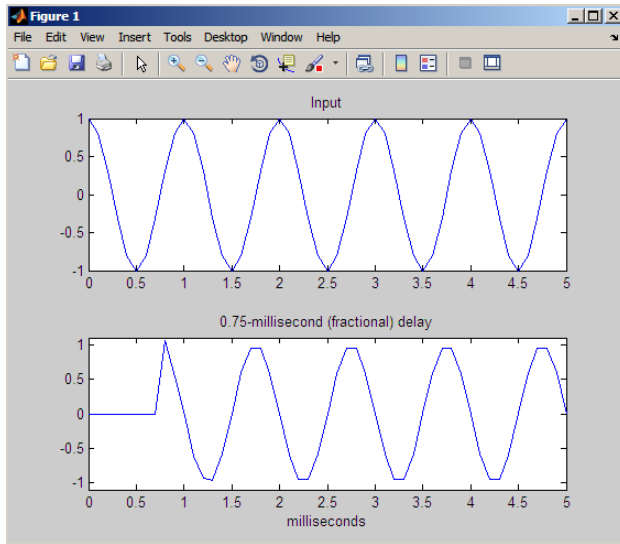 Figure 1
File Edit View Insert Tools Desktop Window Help
Input
1
0.5
0
-0.5
-1
0 0.5 1 1.5 2 2.5 3 3.5 4 4.5 5
0.75-millisecond (fractional) delay
1
0.5
0
-0.5
-1
0 0.5 1 1.5 2 2.5 3 3.5 4 4.5 5
milliseconds